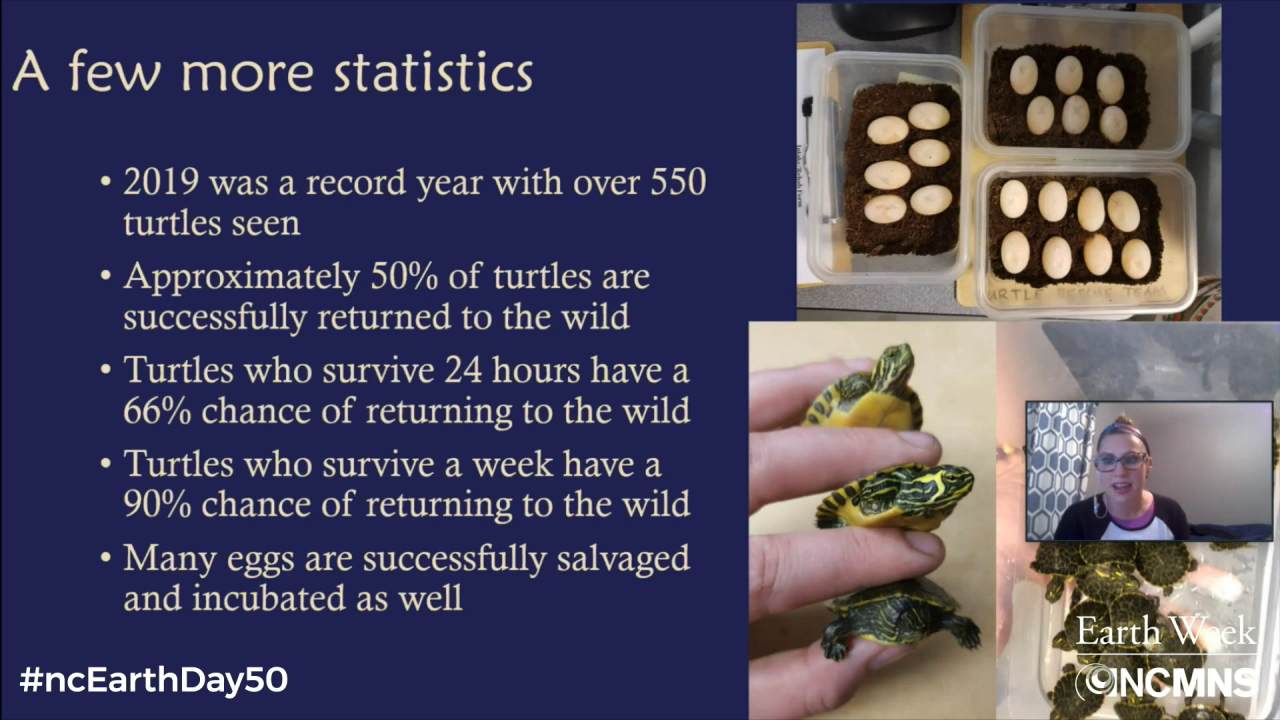 A few more statistics
• 2019 was a record year with over 550
turtles seen
• Approximately 50% of turtles are
successfully returned to the wild
• Turtles who survive 24 hours have a
66% chance of returning to the wild
• Turtles who survive a week have a
90% chance of returning to the wild
• Many eggs are successfully salvaged
and incubated as well
#ncEarthDay50
TURTLE RESCUE TEAM
Earth Week
NCMNS